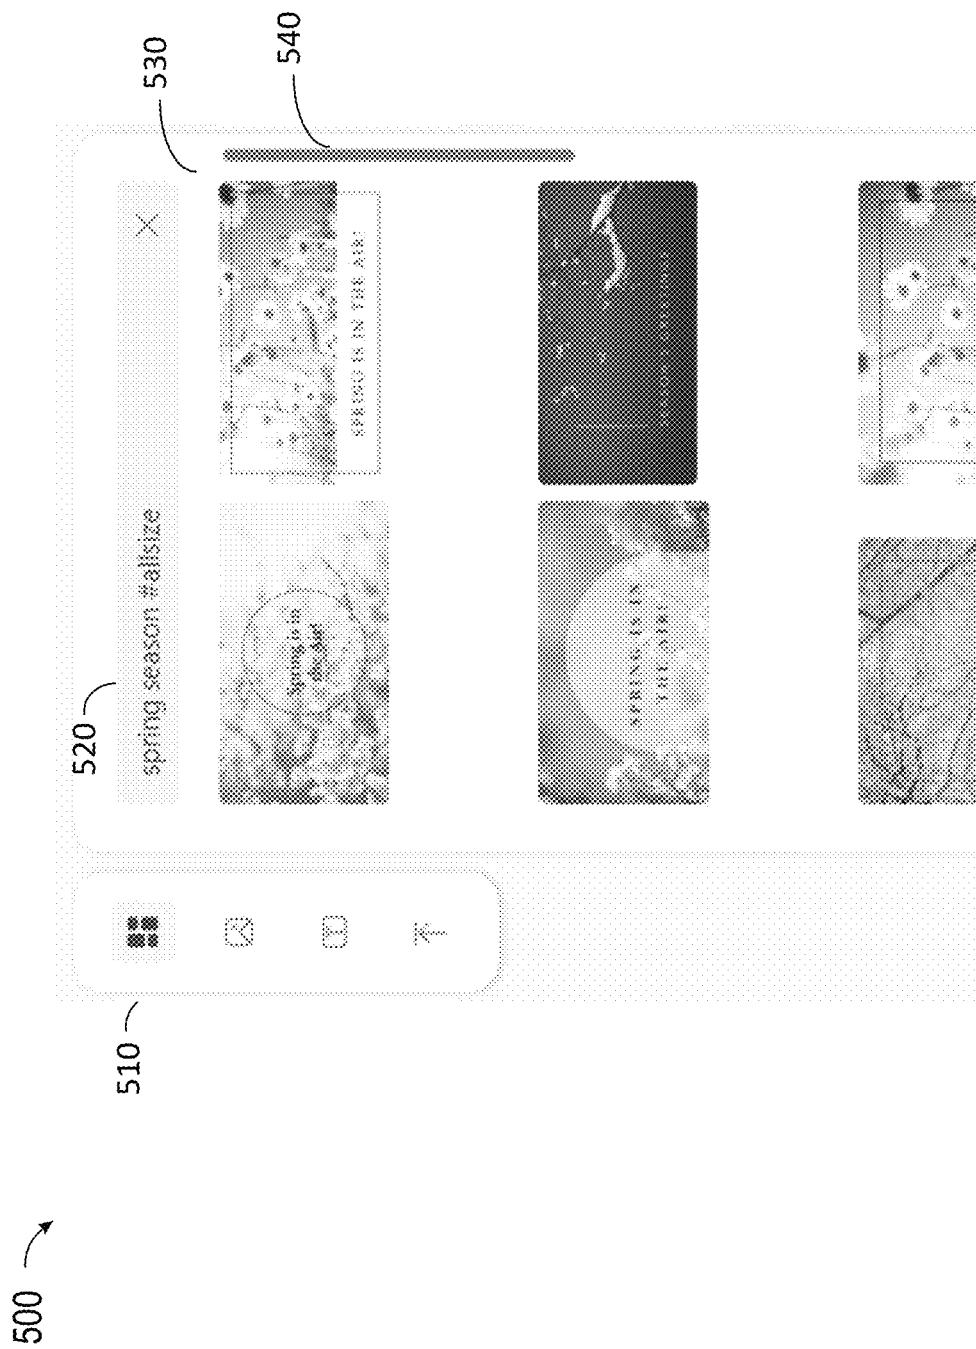 500
510
520
530
540
spring season #allsize
Spring is in
the Air!
SPRING IS IN THE AIR!
SPRING IS IN
THE AIR!